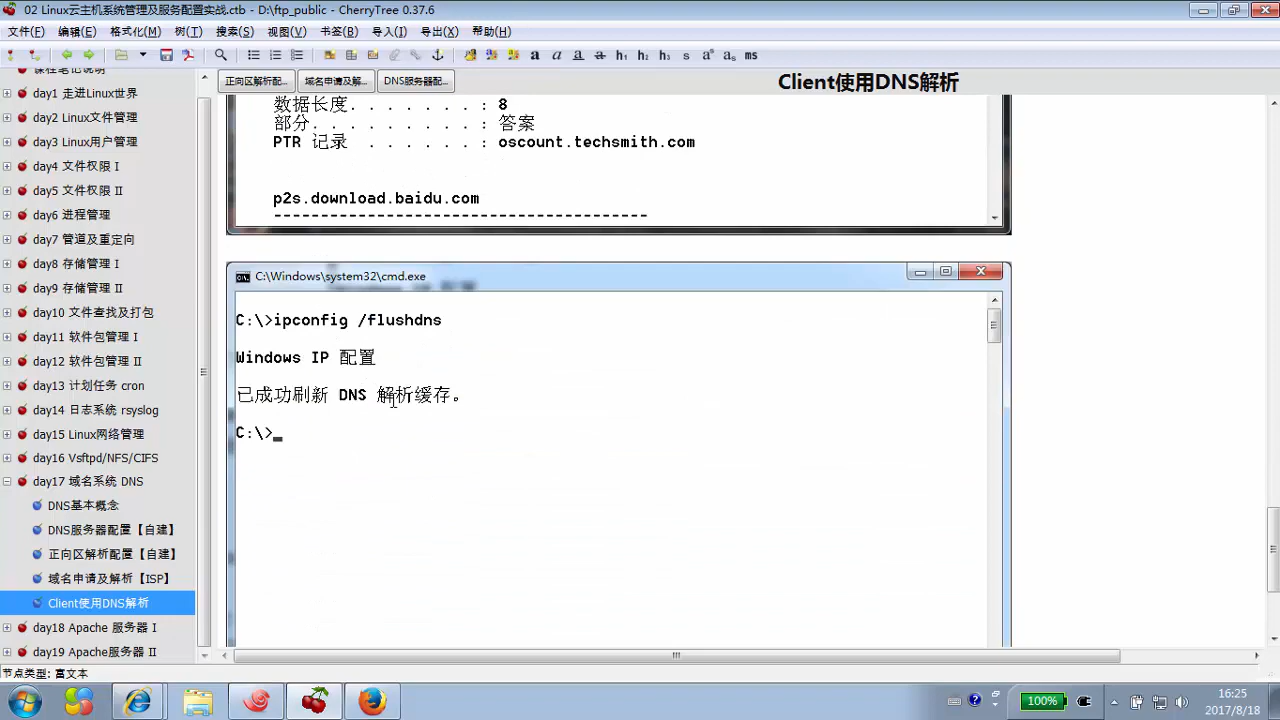 02 Linux云主机系统管理及服务配置实战.ctb - D:\ftp_public - CherryTree 0.37.6
文件(F) 编辑(E) 格式化(M) 树(T) 搜索(S) 视图(V) 书签(B) 导入(I) 导出(X) 帮助(H)
a a a a h₁ h₂ h₃ s aˢ aₛ ms
课程笔记说明
day1 走进Linux世界
day2 Linux文件管理
day3 Linux用户管理
day4 文件权限 I
day5 文件权限 II
day6 进程管理
day7 管道及重定向
day8 存储管理 I
day9 存储管理 II
day10 文件查找及打包
day11 软件包管理 I
day12 软件包管理 II
day13 计划任务 cron
day14 日志系统 rsyslog
day15 Linux网络管理
day16 Vsftpd/NFS/CIFS
day17 域名系统 DNS
DNS基本概念
DNS服务器配置【自建】
正向区解析配置【自建】
域名申请及解析【ISP】
Client使用DNS解析
day18 Apache 服务器 I
day19 Apache服务器 II
正向区解析配... 域名申请及解... DNS服务器配...
Client使用DNS解析
数据长度. . . . . . . : 8
部分. . . . . . . . . : 答案
PTR 记录 . . . . . . : oscount.techsmith.com
p2s.download.baidu.com
----------------------------------------
C:\Windows\system32\cmd.exe
C:\>ipconfig /flushdns
Windows IP 配置
已成功刷新 DNS 解析缓存。
C:\>
节点类型: 富文本
100%
16:25
2017/8/18